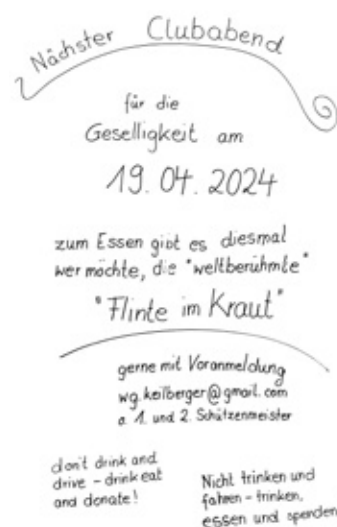 Nächster Clubabend
für die
Geselligkeit am
19. 04. 2024
zum Essen gibt es diesmal
wer möchte, die "weltberühmte"
"Flinte im Kraut"
gerne mit Voranmeldung
wg.keilberger@gmail.com
o. 1. und 2. Schützenmeister
don't drink and
drive - drink eat
and donate!
Nicht trinken und
fahren - trinken,
essen und spenden